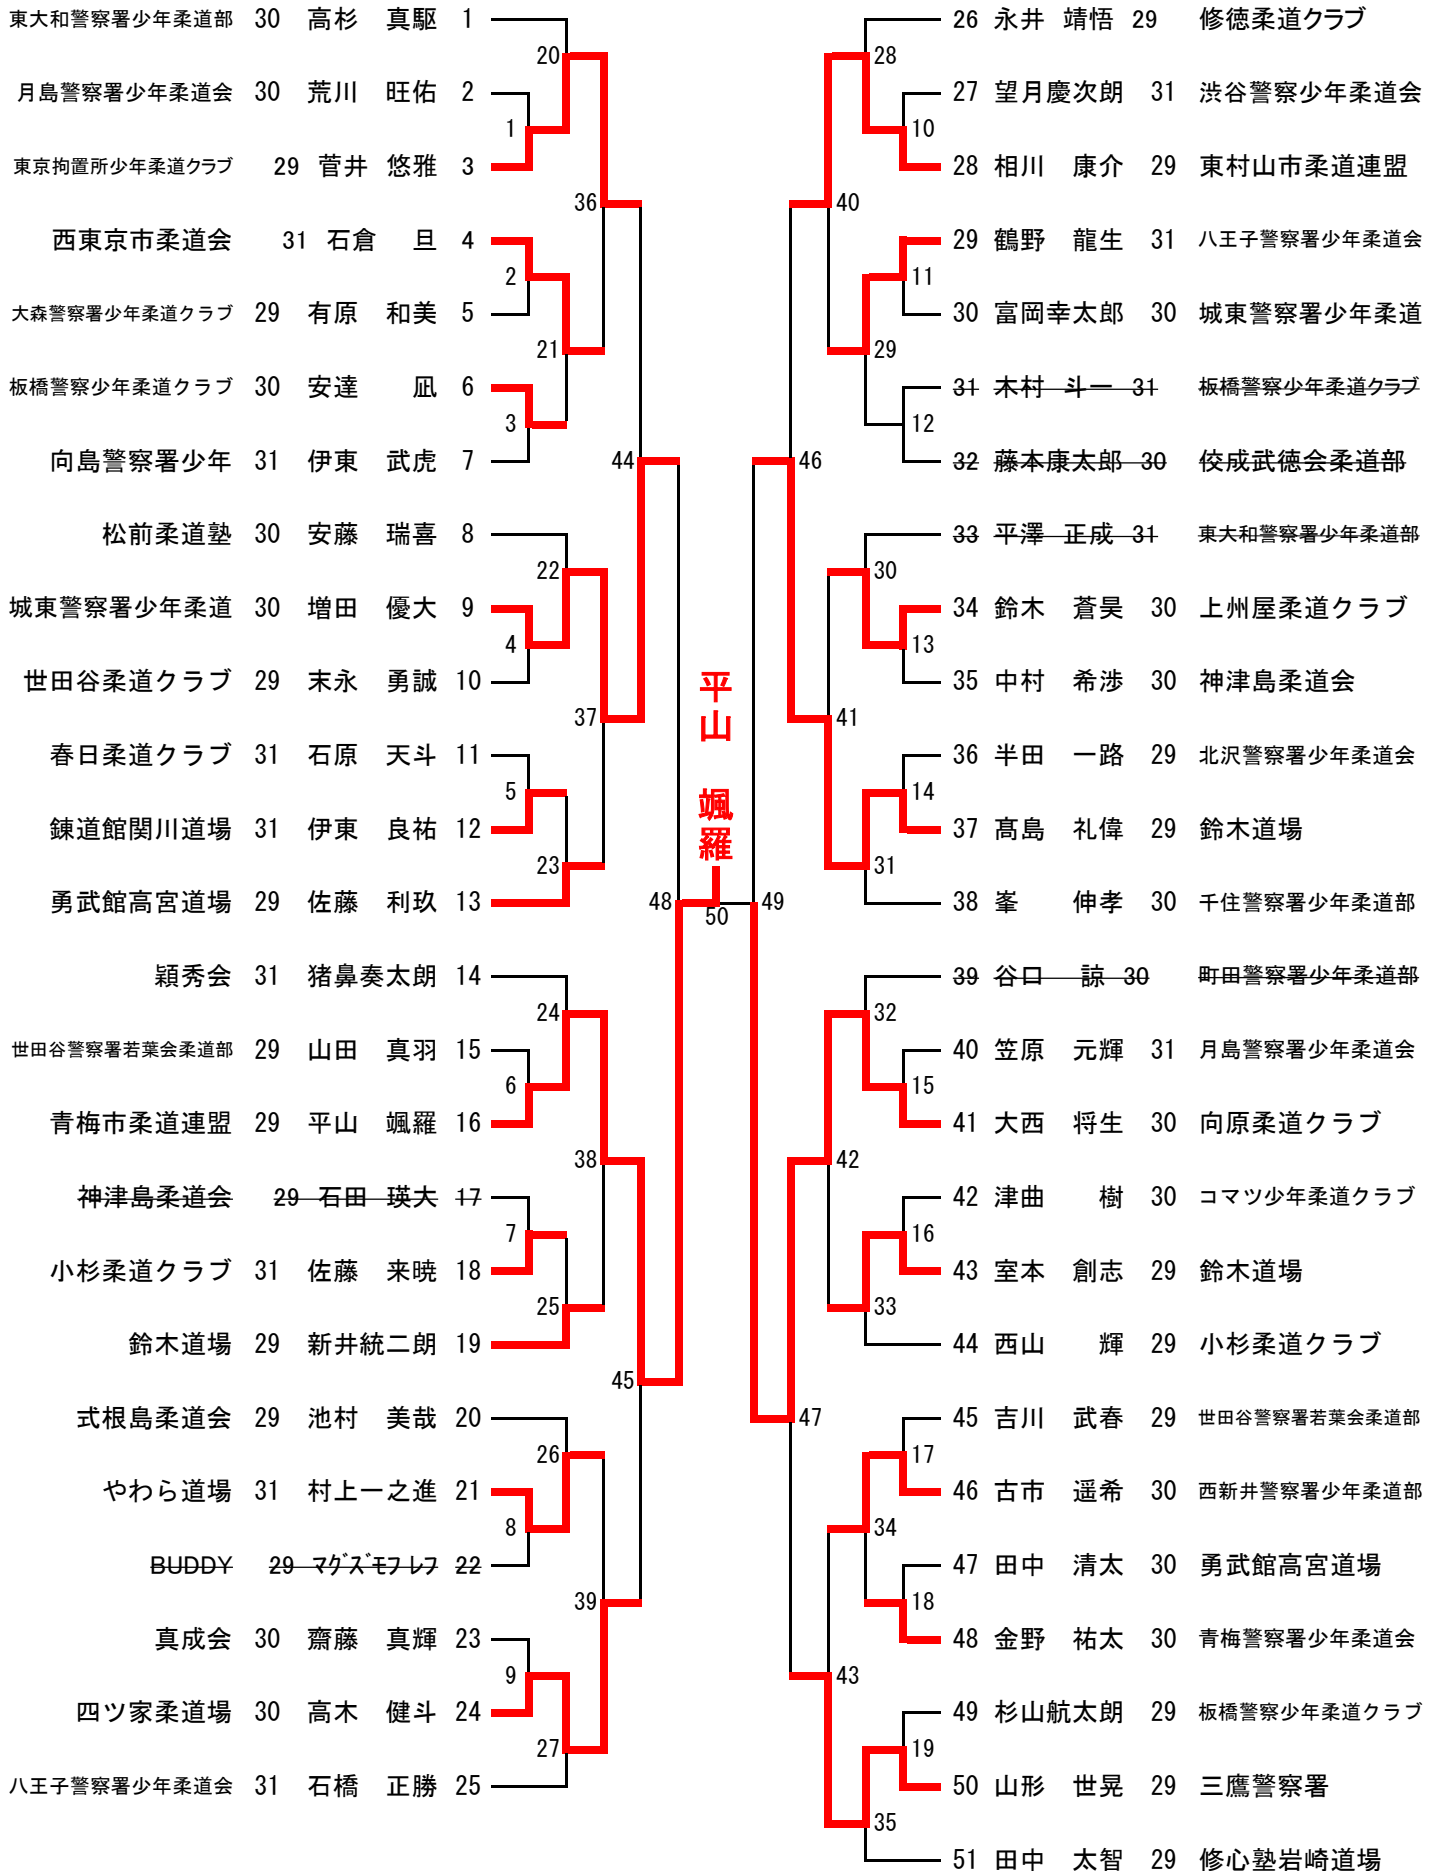 東大和警察署少年柔道部 30 高杉 真駆 1
20
月島警察署少年柔道会 30 荒川 旺佑 2
1
東京拘置所少年柔道クラブ 29 菅井 悠雅 3
36
西東京市柔道会 31 石倉 旦 4
2
大森警察署少年柔道クラブ 29 有原 和美 5
21
板橋警察少年柔道クラブ 30 安達 凪 6
3
向島警察署少年 31 伊東 武虎 7
44
松前柔道塾 30 安藤 瑞喜 8
22
城東警察署少年柔道 30 増田 優大 9
4
世田谷柔道クラブ 29 末永 勇誠 10
37
春日柔道クラブ 31 石原 天斗 11
5
錬道館関川道場 31 伊東 良祐 12
23
勇武館高宮道場 29 佐藤 利玖 13
48
穎秀会 31 猪鼻奏太朗 14
24
世田谷警察署若葉会柔道部 29 山田 真羽 15
6
青梅市柔道連盟 29 平山 颯羅 16
38
神津島柔道会 29 石田 瑛大 17
7
小杉柔道クラブ 31 佐藤 来暁 18
25
鈴木道場 29 新井統二朗 19
45
式根島柔道会 29 池村 美哉 20
26
やわら道場 31 村上一之進 21
8
BUDDY 29 マグズモフ レフ 22
39
真成会 30 齋藤 真輝 23
9
四ツ家柔道場 30 高木 健斗 24
27
八王子警察署少年柔道会 31 石橋 正勝 25
平山 颯羅
50
26 永井 靖悟 29 修徳柔道クラブ
28
27 望月慶次朗 31 渋谷警察少年柔道会
10
28 相川 康介 29 東村山市柔道連盟
40
29 鶴野 龍生 31 八王子警察署少年柔道会
11
30 富岡幸太郎 30 城東警察署少年柔道
29
31 木村 斗一 31 板橋警察少年柔道クラブ
12
32 藤本康太郎 30 佼成武徳会柔道部
46
33 平澤 正成 31 東大和警察署少年柔道部
30
34 鈴木 蒼昊 30 上州屋柔道クラブ
13
35 中村 希渉 30 神津島柔道会
41
36 半田 一路 29 北沢警察署少年柔道会
14
37 髙島 礼偉 29 鈴木道場
31
38 峯 伸孝 30 千住警察署少年柔道部
49
39 谷口 諒 30 町田警察署少年柔道部
32
40 笠原 元輝 31 月島警察署少年柔道会
15
41 大西 将生 30 向原柔道クラブ
42
42 津曲 樹 30 コマツ少年柔道クラブ
16
43 室本 創志 29 鈴木道場
33
44 西山 輝 29 小杉柔道クラブ
47
45 吉川 武春 29 世田谷警察署若葉会柔道部
17
46 古市 遥希 30 西新井警察署少年柔道部
34
47 田中 清太 30 勇武館高宮道場
18
48 金野 祐太 30 青梅警察署少年柔道会
43
49 杉山航太朗 29 板橋警察少年柔道クラブ
19
50 山形 世晃 29 三鷹警察署
35
51 田中 太智 29 修心塾岩崎道場